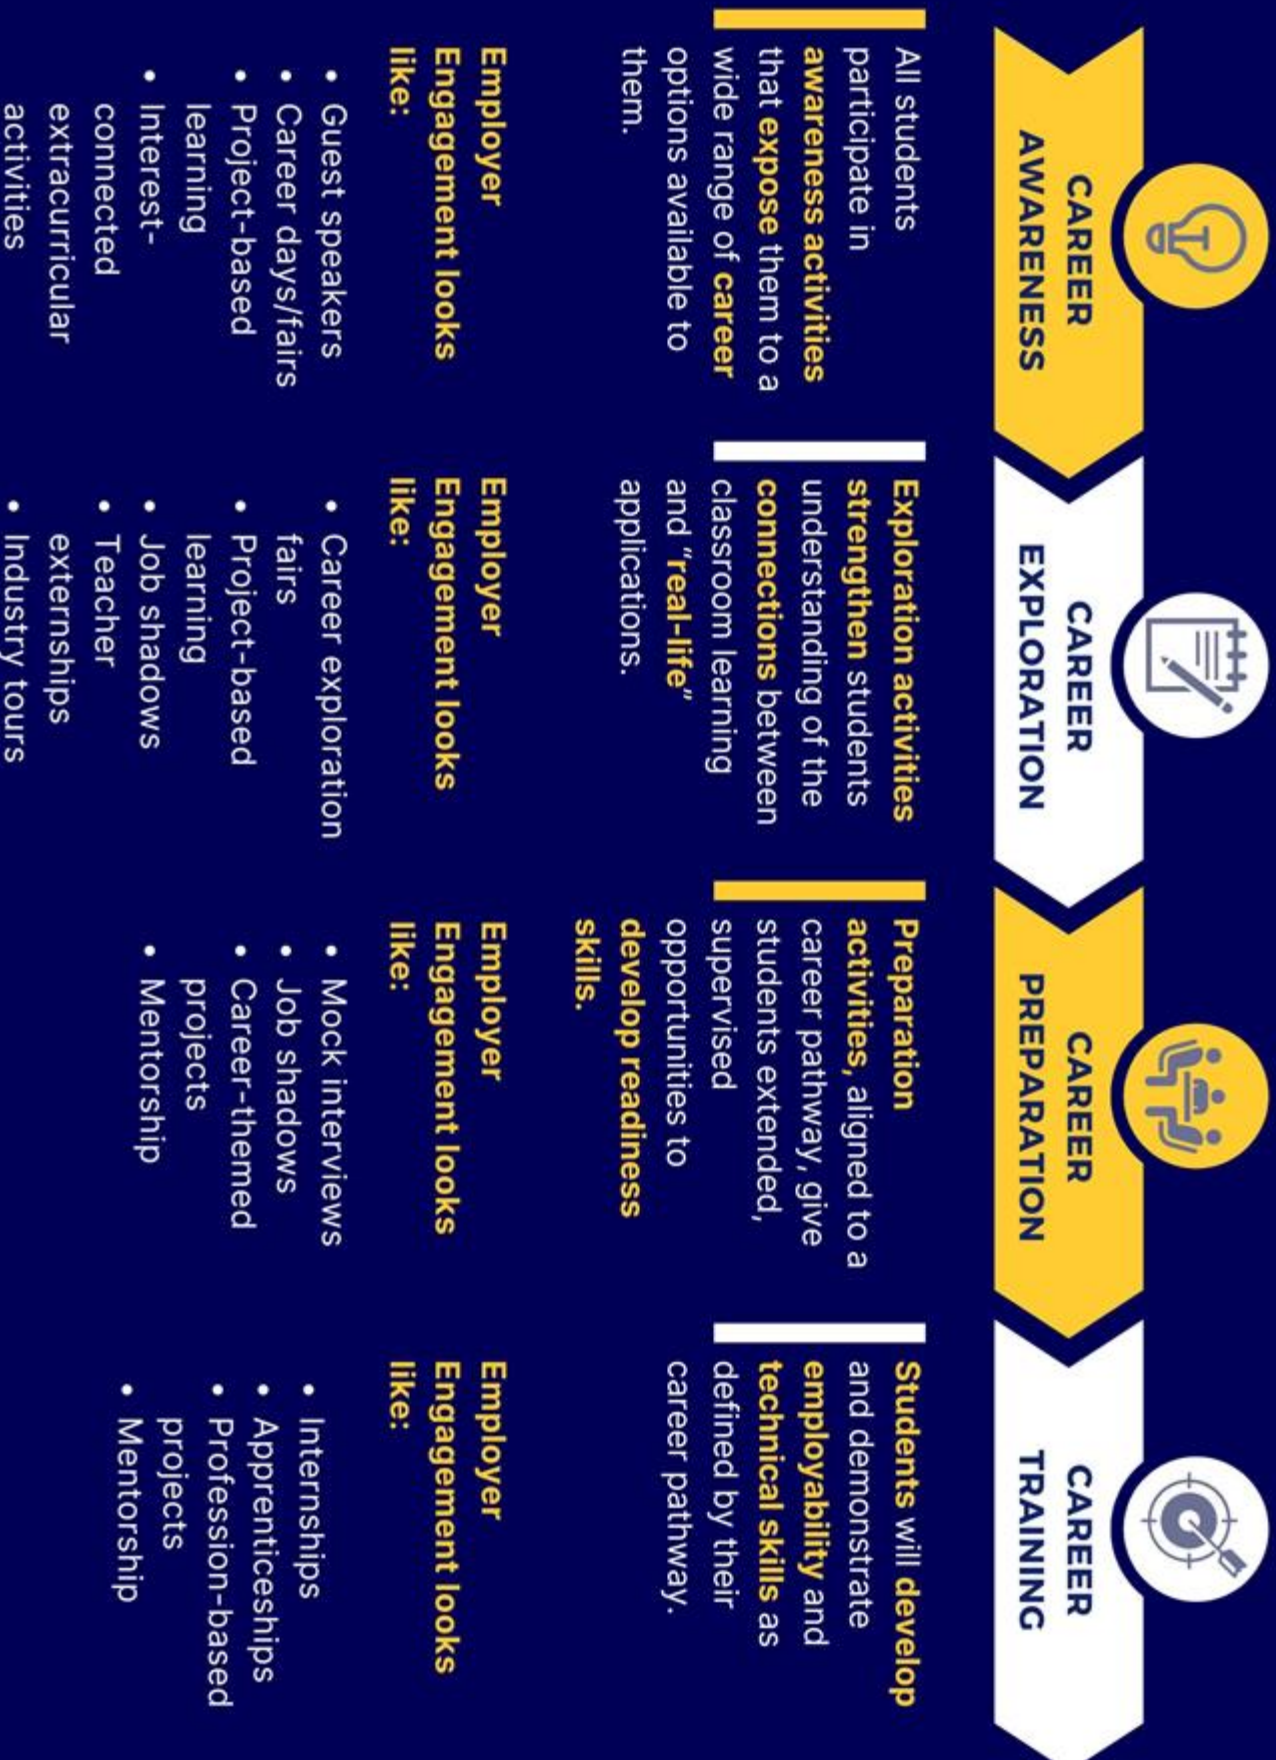 CAREER
AWARENESS
All students
participate in
awareness activities
that expose them to a
wide range of career
options available to
them.
Employer
Engagement looks
like:
• Guest speakers
• Career days/fairs
• Project-based
learning
• Interest-
connected
extracurricular
activities
CAREER
EXPLORATION
Exploration activities
strengthen students
understanding of the
connections between
classroom learning
and "real-life"
applications.
Employer
Engagement looks
like:
• Career exploration
fairs
• Project-based
learning
• Job shadows
• Teacher
externships
• Industry tours
CAREER
PREPARATION
Preparation
activities, aligned to a
career pathway, give
students extended,
supervised
opportunities to
develop readiness
skills.
Employer
Engagement looks
like:
• Mock interviews
• Job shadows
• Career-themed
projects
• Mentorship
CAREER
TRAINING
Students will develop
and demonstrate
employability and
technical skills as
defined by their
career pathway.
Employer
Engagement looks
like:
• Internships
• Apprenticeships
• Profession-based
projects
• Mentorship